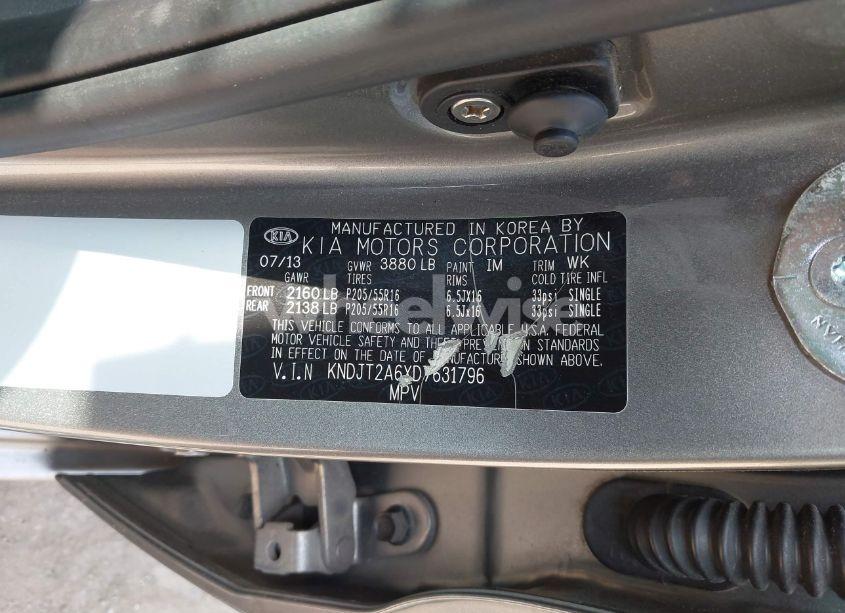 MANUFACTURED IN KOREA BY
KIA KIA MOTORS CORPORATION
07/13 GVWR 3880 LB PAINT IM TRIM WK
GAWR TIRES RIMS COLD TIRE INFL
FRONT 2160 LB P205/55R16 6.5JX16 33psi SINGLE
REAR 2138 LB P205/55R16 6.5Jx16 33psi SINGLE
THIS VEHICLE CONFORMS TO ALL APPLICABLE U.S.A. FEDERAL
MOTOR VEHICLE SAFETY AND THEFT PREVENTION STANDARDS
IN EFFECT ON THE DATE OF MANUFACTURE SHOWN ABOVE.
V.I.N KNDJT2A6XD7631796
MPV